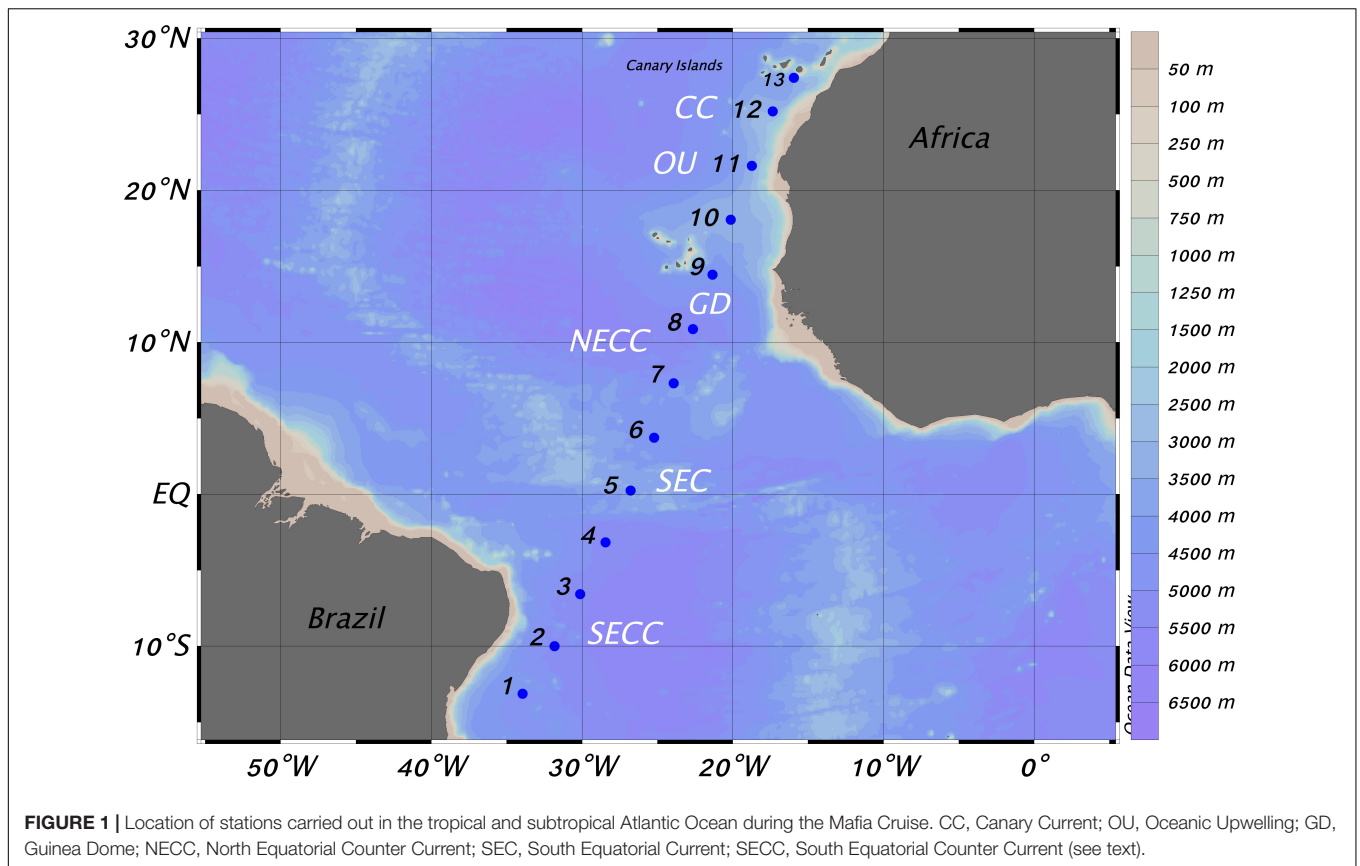 30°N
20°N
10°N
EQ
10°S
50°W
40°W
30°W
20°W
10°W
0°
Canary Islands
13
CC
12
OU
11
Africa
10
9
GD
8
NECC
7
6
5
SEC
4
3
Brazil
2
SECC
1
50 m
100 m
250 m
500 m
750 m
1000 m
1250 m
1500 m
2000 m
2500 m
3000 m
3500 m
4000 m
4500 m
5000 m
5500 m
6000 m
6500 m
Ocean Data View
FIGURE 1 | Location of stations carried out in the tropical and subtropical Atlantic Ocean during the Mafia Cruise. CC, Canary Current; OU, Oceanic Upwelling; GD,
Guinea Dome; NECC, North Equatorial Counter Current; SEC, South Equatorial Current; SECC, South Equatorial Counter Current (see text).